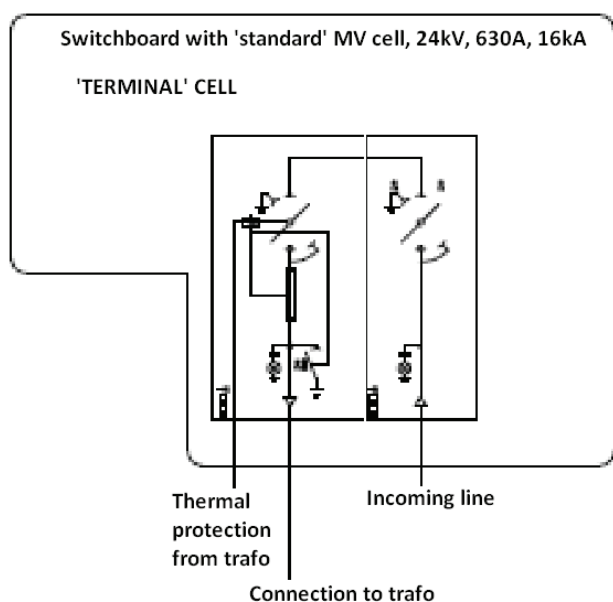 Switchboard with 'standard' MV cell, 24kV, 630A, 16kA
'TERMINAL' CELL
Thermal
protection
from trafo
Incoming line
Connection to trafo